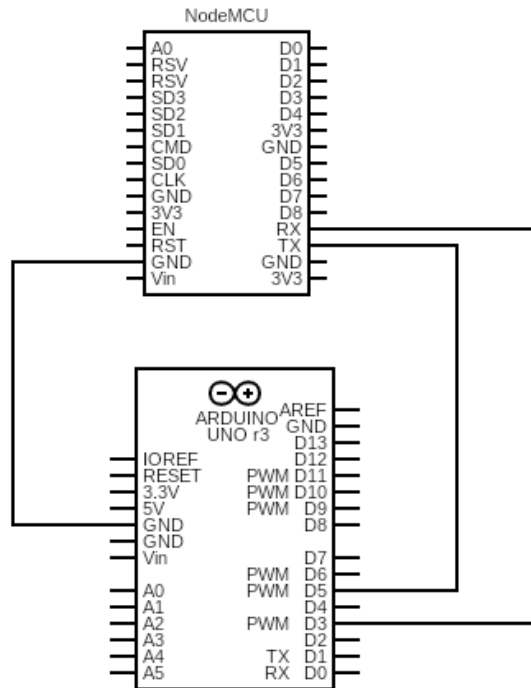 NodeMCU
A0 D0
RSV D1
RSV D2
SD3 D3
SD2 D4
SD1 3V3
CMD GND
SD0 D5
CLK D6
GND D7
3V3 D8
EN RX
RST TX
GND GND
Vin 3V3
ARDUINO
UNO r3
AREF
GND
D13
IOREF D12
RESET PWM D11
3.3V PWM D10
5V PWM D9
GND D8
GND
Vin D7
PWM D6
A0 PWM D5
A1 D4
A2 PWM D3
A3 D2
A4 TX D1
A5 RX D0